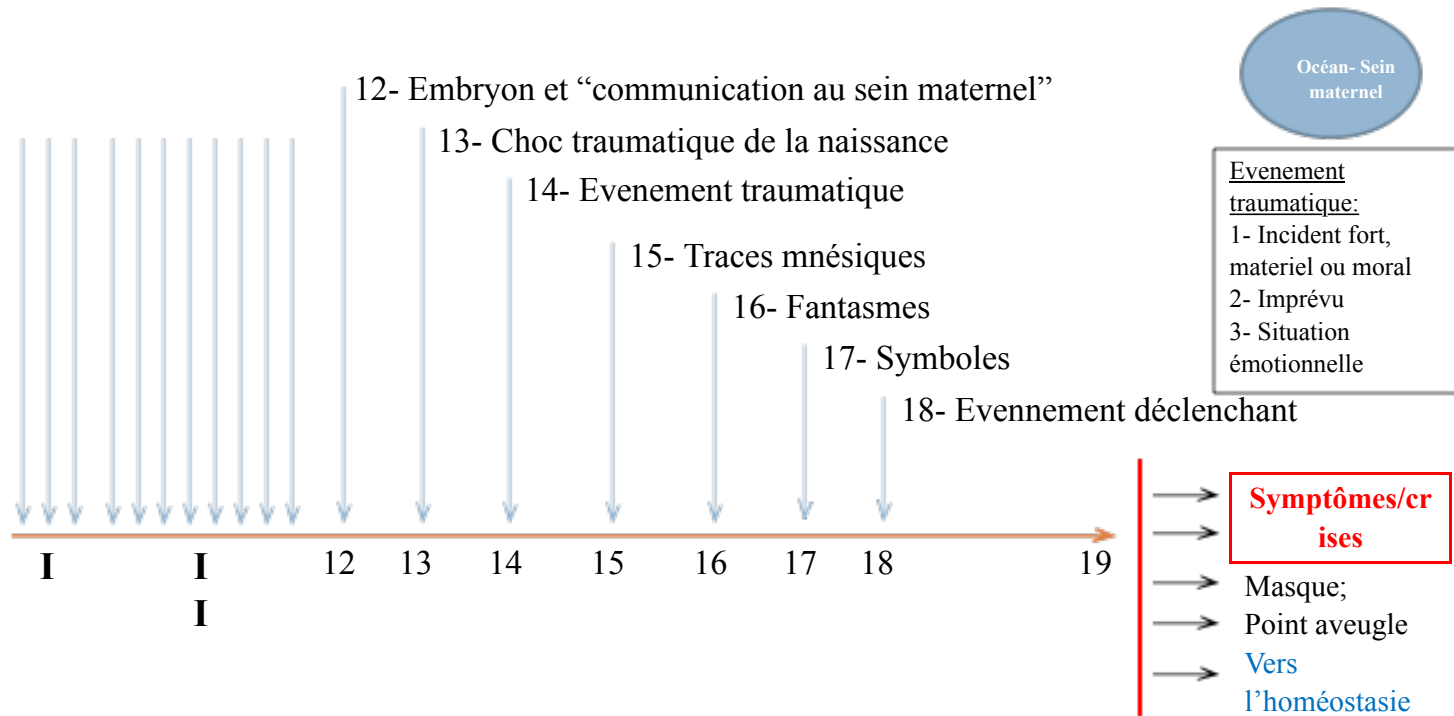 12- Embryon et “communication au sein maternel”
13- Choc traumatique de la naissance
14- Evenement traumatique
15- Traces mnésiques
16- Fantasmes
17- Symboles
18- Evennement déclenchant
Océan- Sein
maternel
Evenement
traumatique:
1- Incident fort,
materiel ou moral
2- Imprévu
3- Situation
émotionnelle
I
I
I
12
13
14
15
16
17
18
19
Symptômes/cr
ises
Masque;
Point aveugle
Vers
l’homéostasie